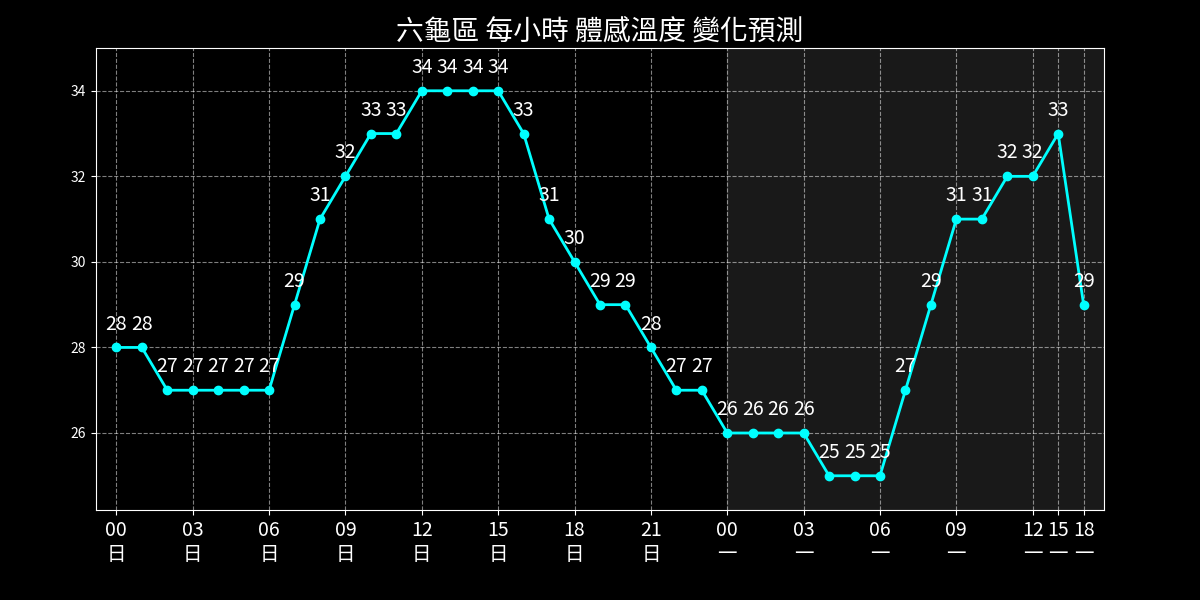 六龜區 每小時 體感溫度 變化預測
34 34 34 34
34
33 33 33 33
32 32 32
32
31 31 31 31
30
30
29 29 29 29 29
28 28 28
28
27 27 27 27 27 27 27 27
26 26 26 26
26
25 25 25
00 03 06 09 12 15 18 21 00 03 06 09 12 15 18
日 日 日 日 日 日 日 日 一 一 一 一 一 一 一